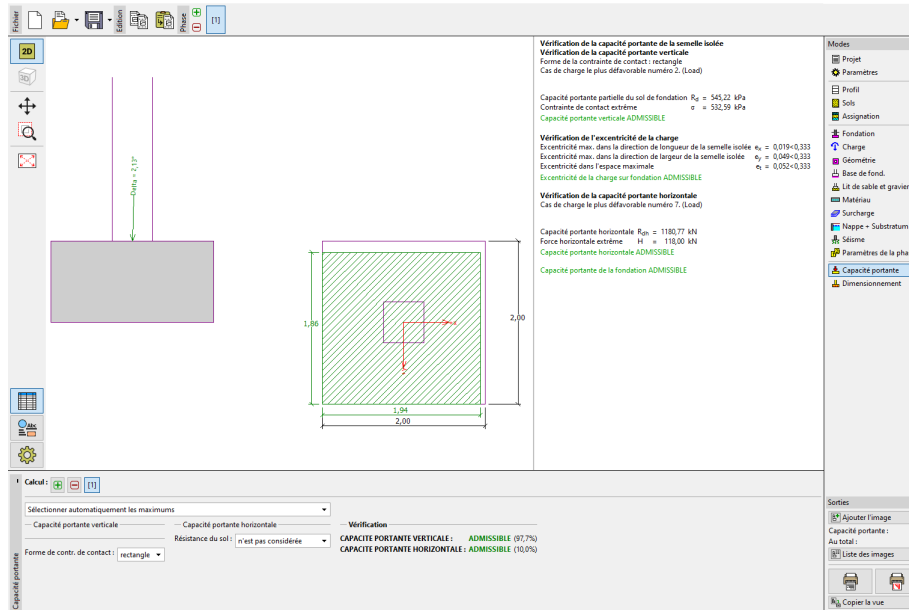 Fichier
Edition
Phase
[1]
2D
3D
Abc
Delta = 2,13°
1,86
2,00
1,94
2,00
x
Vérification de la capacité portante de la semelle isolée
Vérification de la capacité portante verticale
Forme de la contrainte de contact : rectangle
Cas de charge le plus défavorable numéro 2. (Load)
Capacité portante partielle du sol de fondation Rd = 545,22 kPa
Contrainte de contact extrême σ = 532,59 kPa
Capacité portante verticale ADMISSIBLE
Vérification de l'excentricité de la charge
Excentricité max. dans la direction de longueur de la semelle isolée ex = 0,019<0,333
Excentricité max. dans la direction de largeur de la semelle isolée ey = 0,049<0,333
Excentricité dans l'espace maximale et = 0,052<0,333
Excentricité de la charge sur fondation ADMISSIBLE
Vérification de la capacité portante horizontale
Cas de charge le plus défavorable numéro 7. (Load)
Capacité portante horizontale Rdh = 1180,77 kN
Force horizontale extrême H = 118,00 kN
Capacité portante horizontale ADMISSIBLE
Capacité portante de la fondation ADMISSIBLE
Modes
Projet
Paramètres
Profil
Sols
Assignation
Fondation
Charge
Géométrie
Base de fond.
Lit de sable et gravier
Matériau
Surcharge
Nappe + Substratum
Séisme
Paramètres de la pha
Capacité portante
Dimensionnement
Sorties
Ajouter l'image
Capacité portante :
Au total :
Liste des images
Copier la vue
Capacité portante
Calcul :
[1]
Sélectionner automatiquement les maximums
Capacité portante verticale
Forme de contr. de contact :
rectangle
Capacité portante horizontale
Résistance du sol :
n'est pas considérée
Vérification
CAPACITE PORTANTE VERTICALE : ADMISSIBLE (97,7%)
CAPACITE PORTANTE HORIZONTALE : ADMISSIBLE (10,0%)